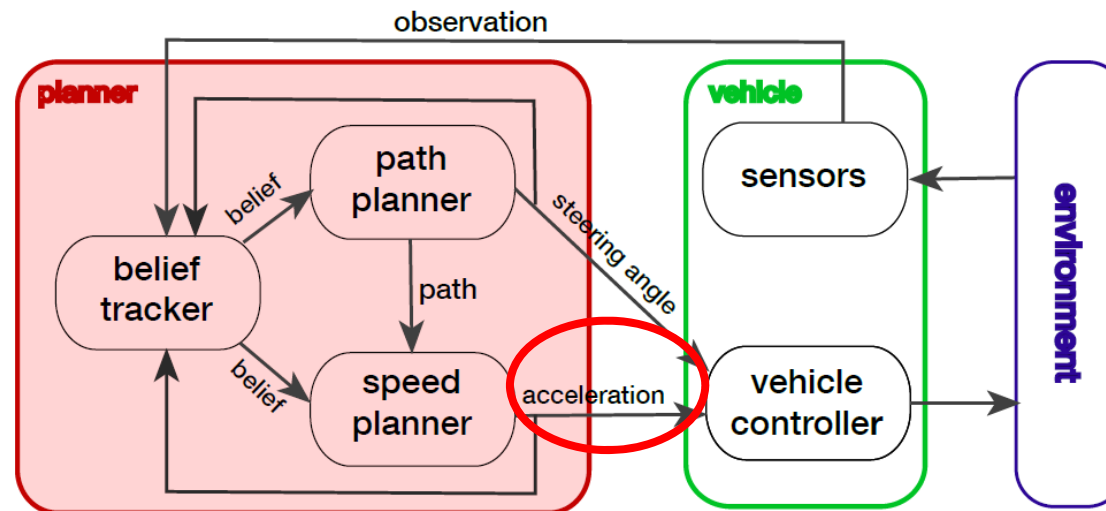 observation
planner
vehicle
path
planner
sensors
belief
steering angle
environment
belief
tracker
path
belief
speed
planner
acceleration
vehicle
controller